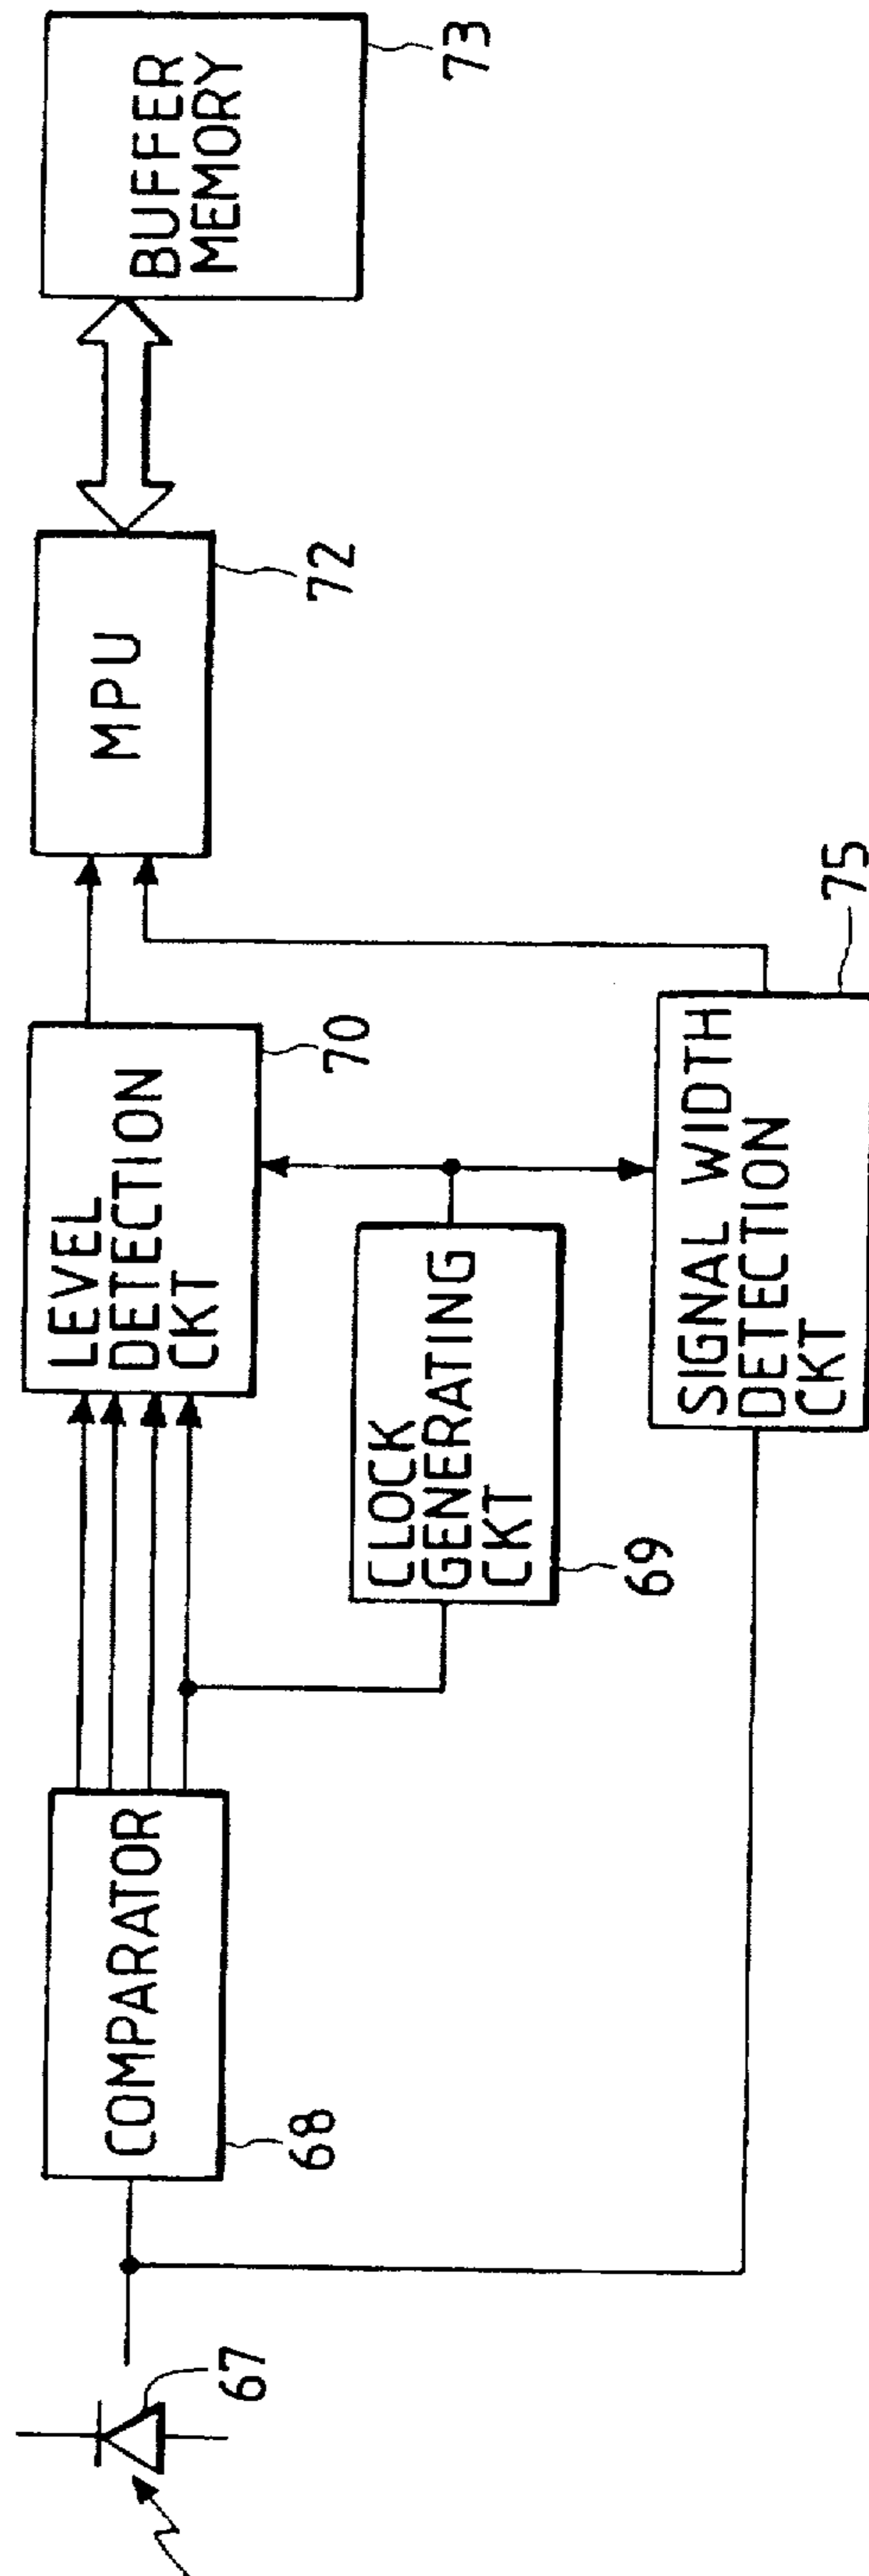 67
COMPARATOR
68
LEVEL
DETECTION
CKT
70
CLOCK
GENERATING
CKT
69
SIGNAL WIDTH
DETECTION
CKT
75
MPU
72
BUFFER
MEMORY
73